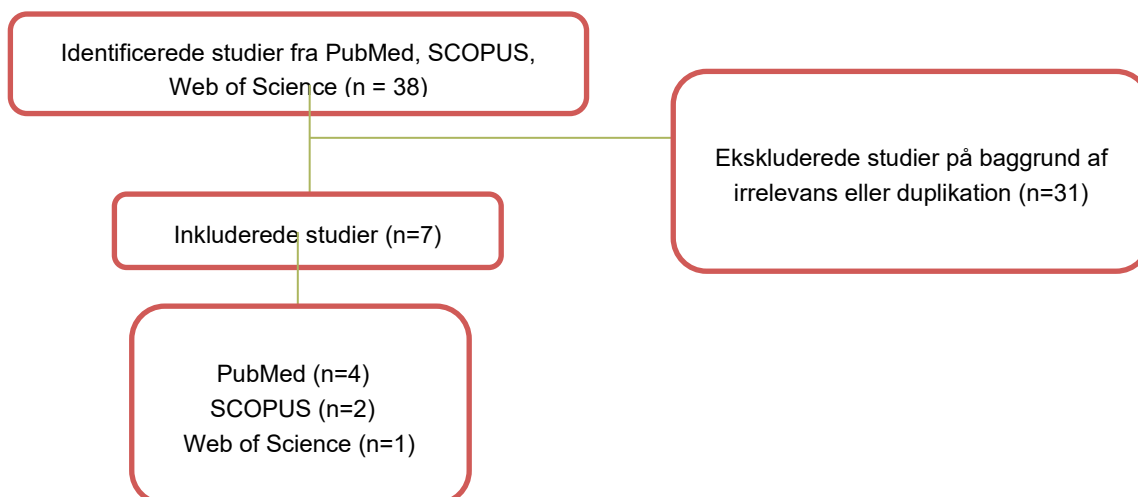 Identificerede studier fra PubMed, SCOPUS,
Web of Science (n = 38)
Ekskluderede studier på baggrund af
irrelevans eller duplikation (n=31)
Inkluderede studier (n=7)
PubMed (n=4)
SCOPUS (n=2)
Web of Science (n=1)